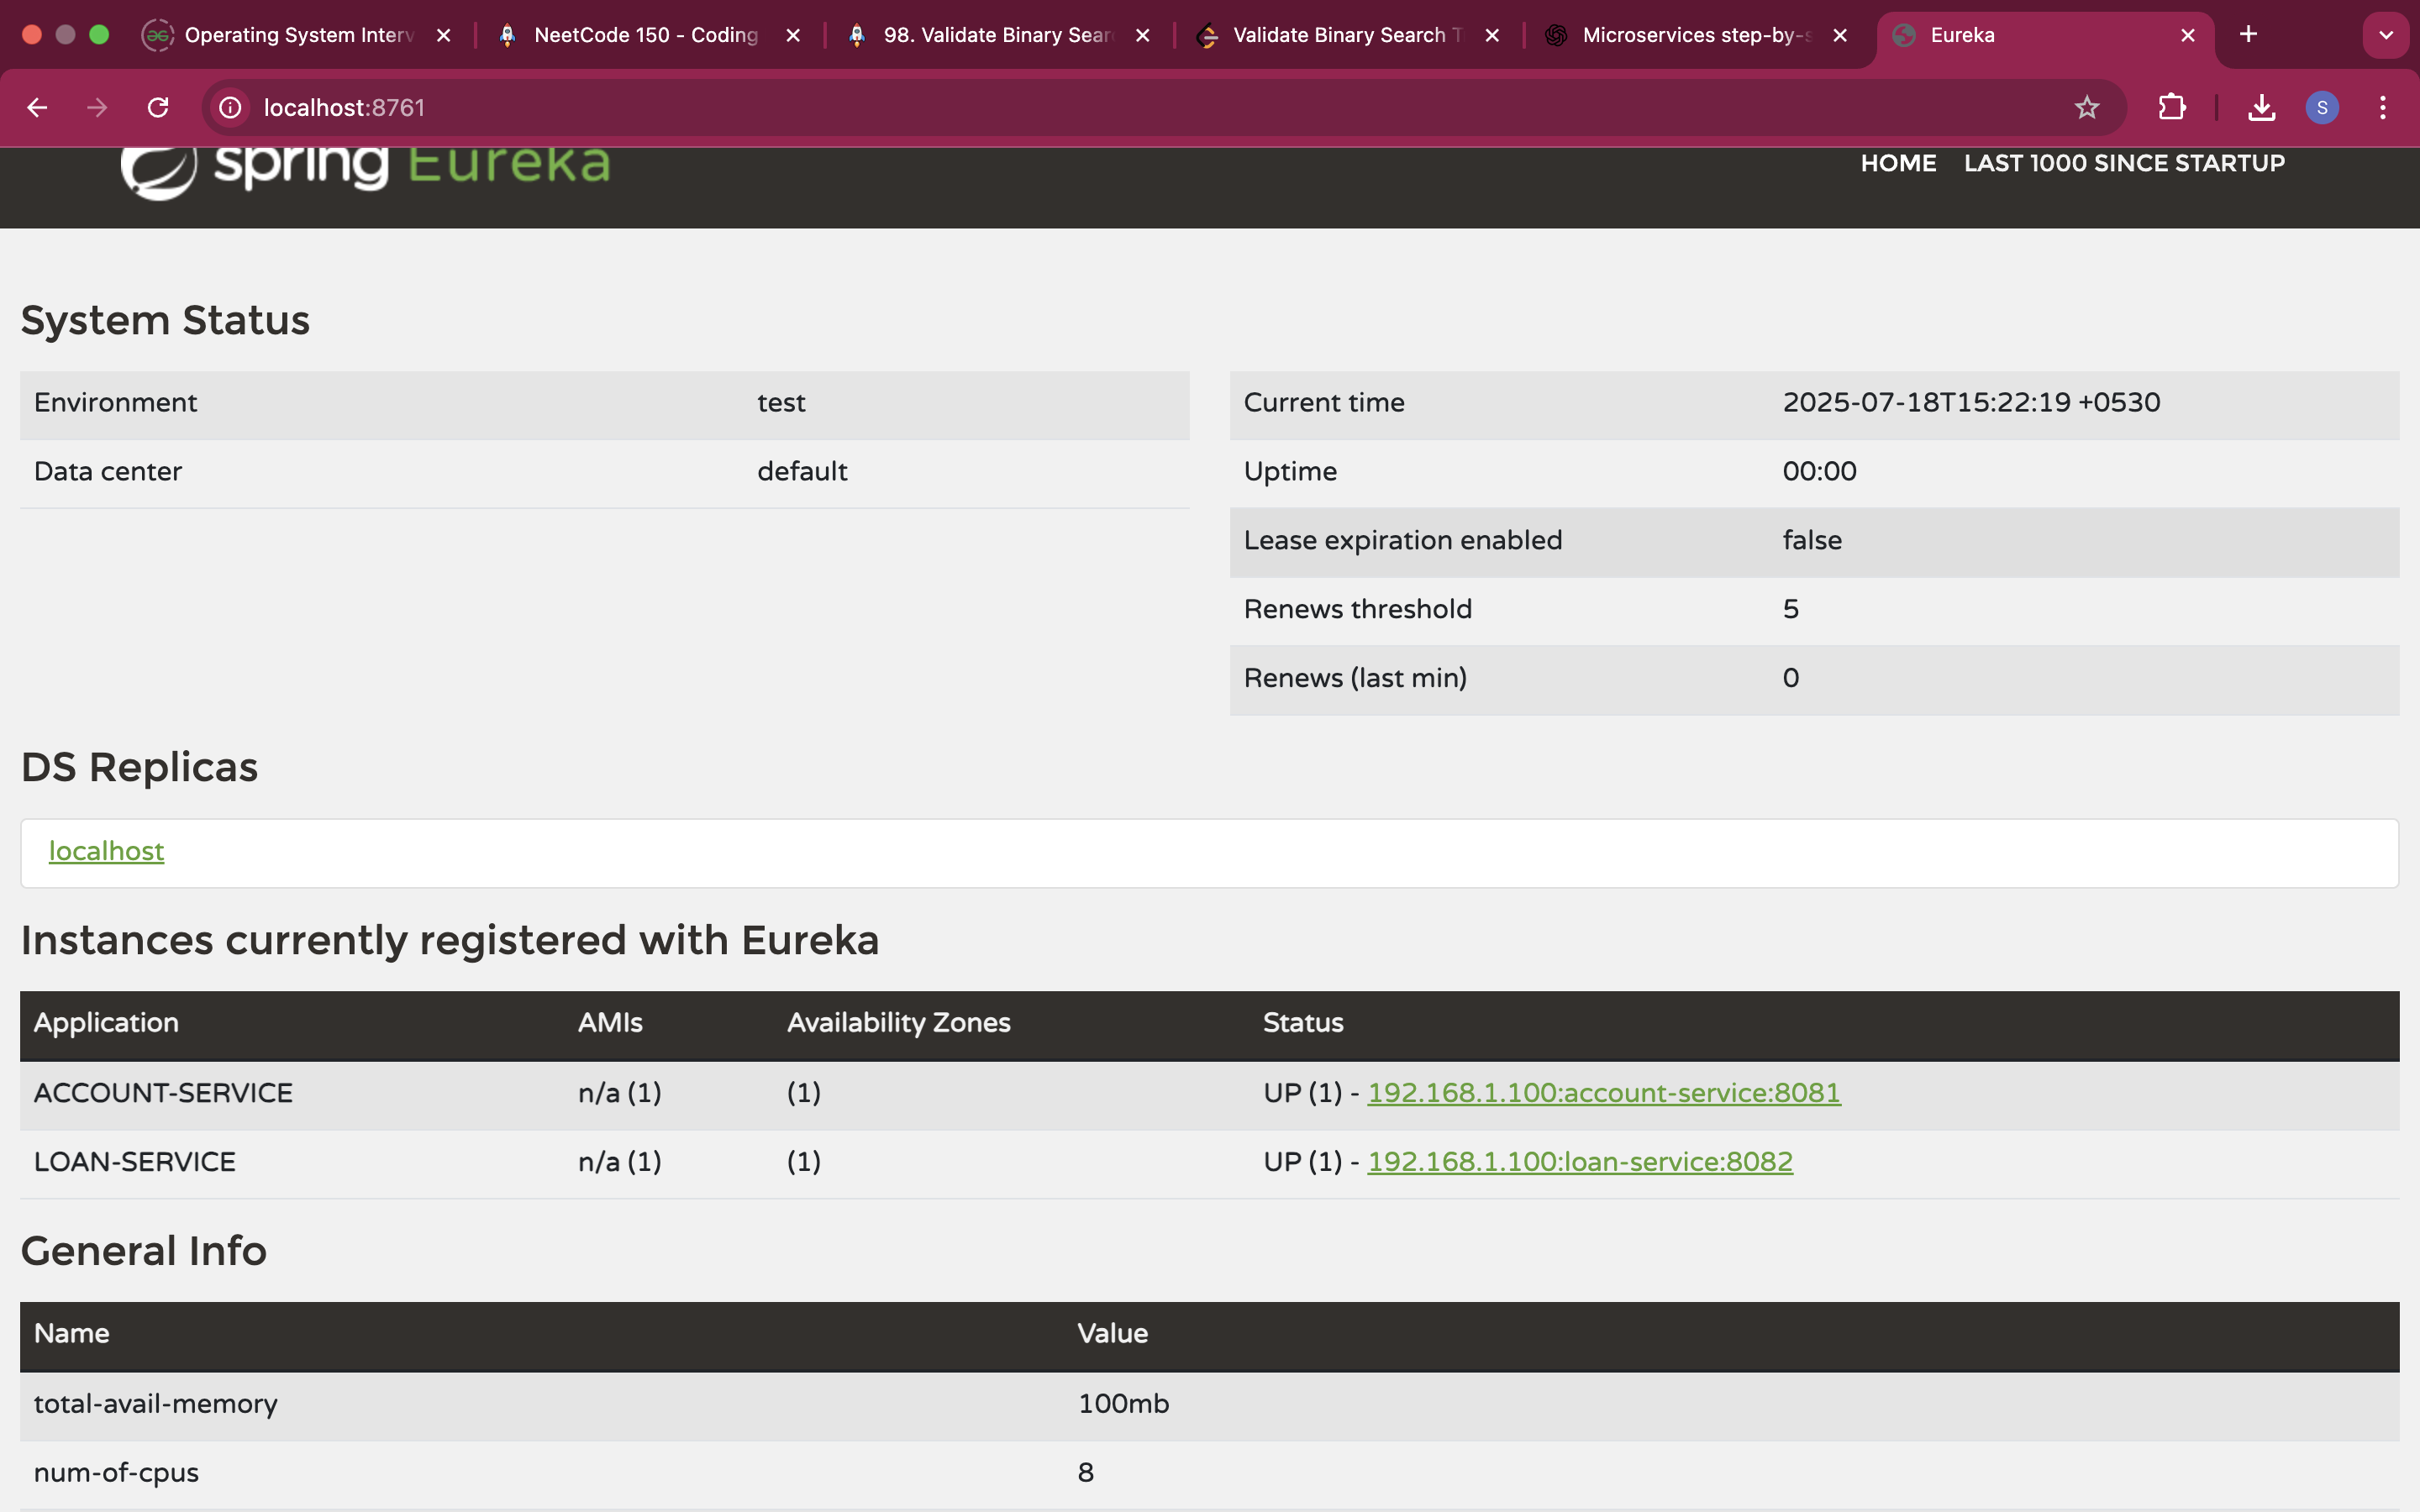 Operating System Interv
NeetCode 150 - Coding
98. Validate Binary Sear
Validate Binary Search T
Microservices step-by-s
Eureka
localhost:8761
S
spring Eureka
HOME
LAST 1000 SINCE STARTUP
System Status
Environment test
Data center default
Current time 2025-07-18T15:22:19 +0530
Uptime 00:00
Lease expiration enabled false
Renews threshold 5
Renews (last min) 0
DS Replicas
localhost
Instances currently registered with Eureka
Application AMIs Availability Zones Status
ACCOUNT-SERVICE n/a (1) (1) UP (1) - 192.168.1.100:account-service:8081
LOAN-SERVICE n/a (1) (1) UP (1) - 192.168.1.100:loan-service:8082
General Info
Name Value
total-avail-memory 100mb
num-of-cpus 8